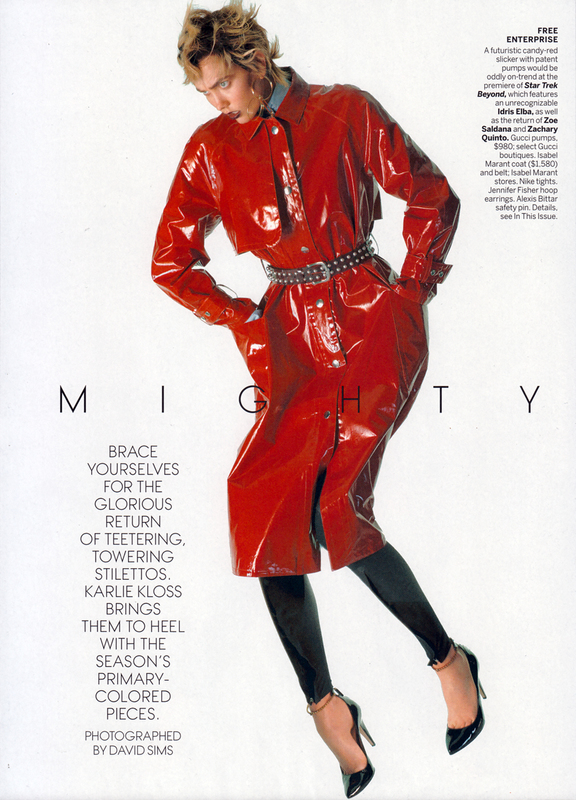 FREE
ENTERPRISE
A futuristic candy-red
slicker with patent
pumps would be
oddly on-trend at the
premiere of Star Trek
Beyond, which features
an unrecognizable
Idris Elba, as well
as the return of Zoe
Saldana and Zachary
Quinto. Gucci pumps,
$980; select Gucci
boutiques. Isabel
Marant coat ($1,580)
and belt; Isabel Marant
stores. Nike tights.
Jennifer Fisher hoop
earrings. Alexis Bittar
safety pin. Details,
see In This Issue.
MIGHTY
BRACE
YOURSELVES
FOR THE
GLORIOUS
RETURN
OF TEETERING,
TOWERING
STILETTOS.
KARLIE KLOSS
BRINGS
THEM TO HEEL
WITH THE
SEASON'S
PRIMARY-
COLORED
PIECES.
PHOTOGRAPHED
BY DAVID SIMS